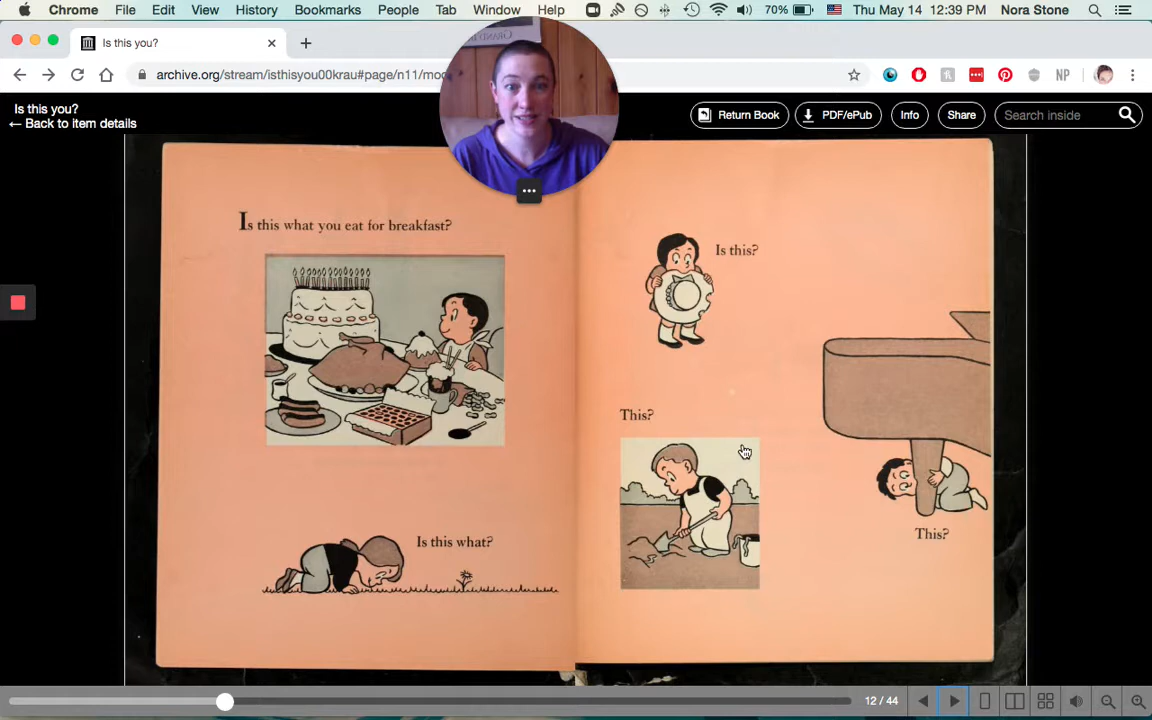 Chrome File Edit View History Bookmarks People Tab Window Help 70% Thu May 14 12:39 PM Nora Stone
Is this you?
archive.org/stream/isthisyou00krau#page/n11/mod
NP
Is this you?
← Back to item details
Return Book
PDF/ePub
Info
Share
Search inside
Is this what you eat for breakfast?
Is this what?
Is this?
This?
This?
12 / 44